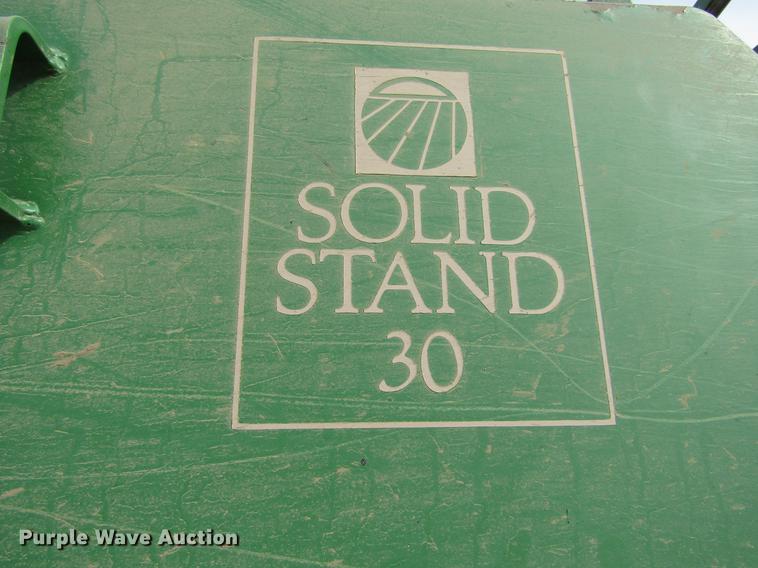 SOLID
STAND
30
Purple Wave Auction